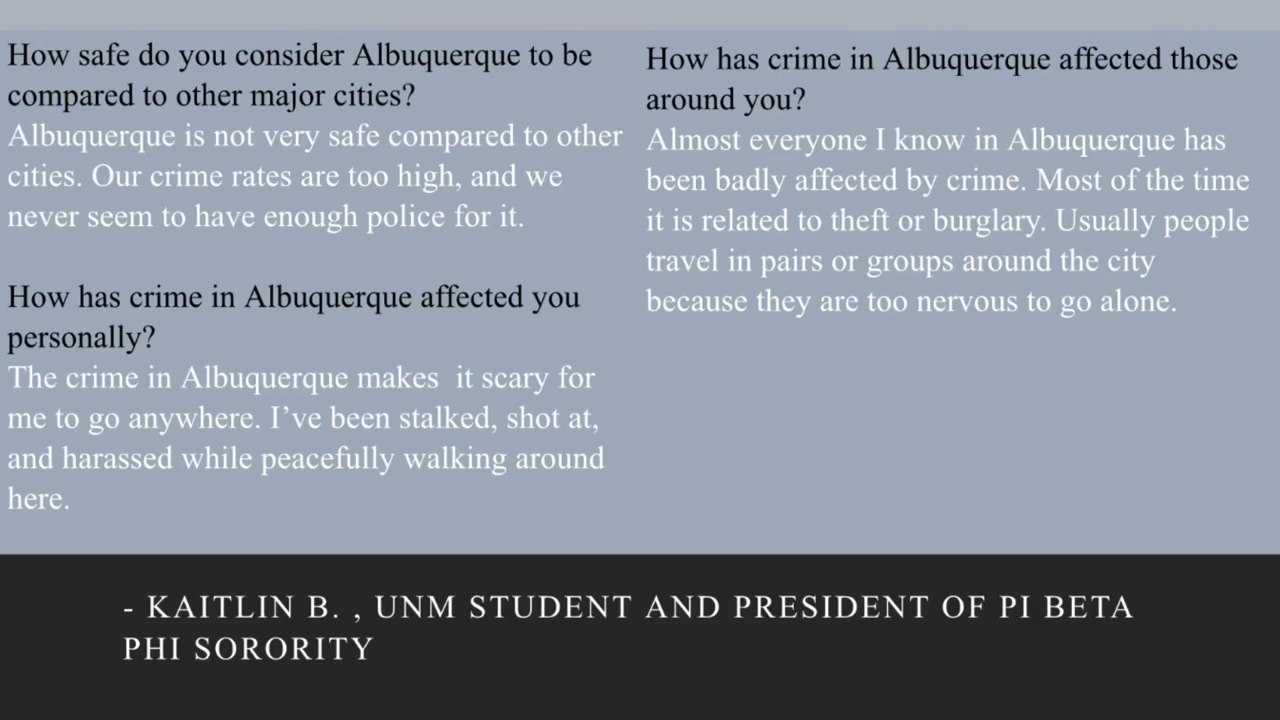 How safe do you consider Albuquerque to be
compared to other major cities?
Albuquerque is not very safe compared to other
cities. Our crime rates are too high, and we
never seem to have enough police for it.
How has crime in Albuquerque affected you
personally?
The crime in Albuquerque makes  it scary for
me to go anywhere. I’ve been stalked, shot at,
and harassed while peacefully walking around
here.
How has crime in Albuquerque affected those
around you?
Almost everyone I know in Albuquerque has
been badly affected by crime. Most of the time
it is related to theft or burglary. Usually people
travel in pairs or groups around the city
because they are too nervous to go alone.
- KAITLIN B. , UNM STUDENT AND PRESIDENT OF PI BETA
PHI SORORITY